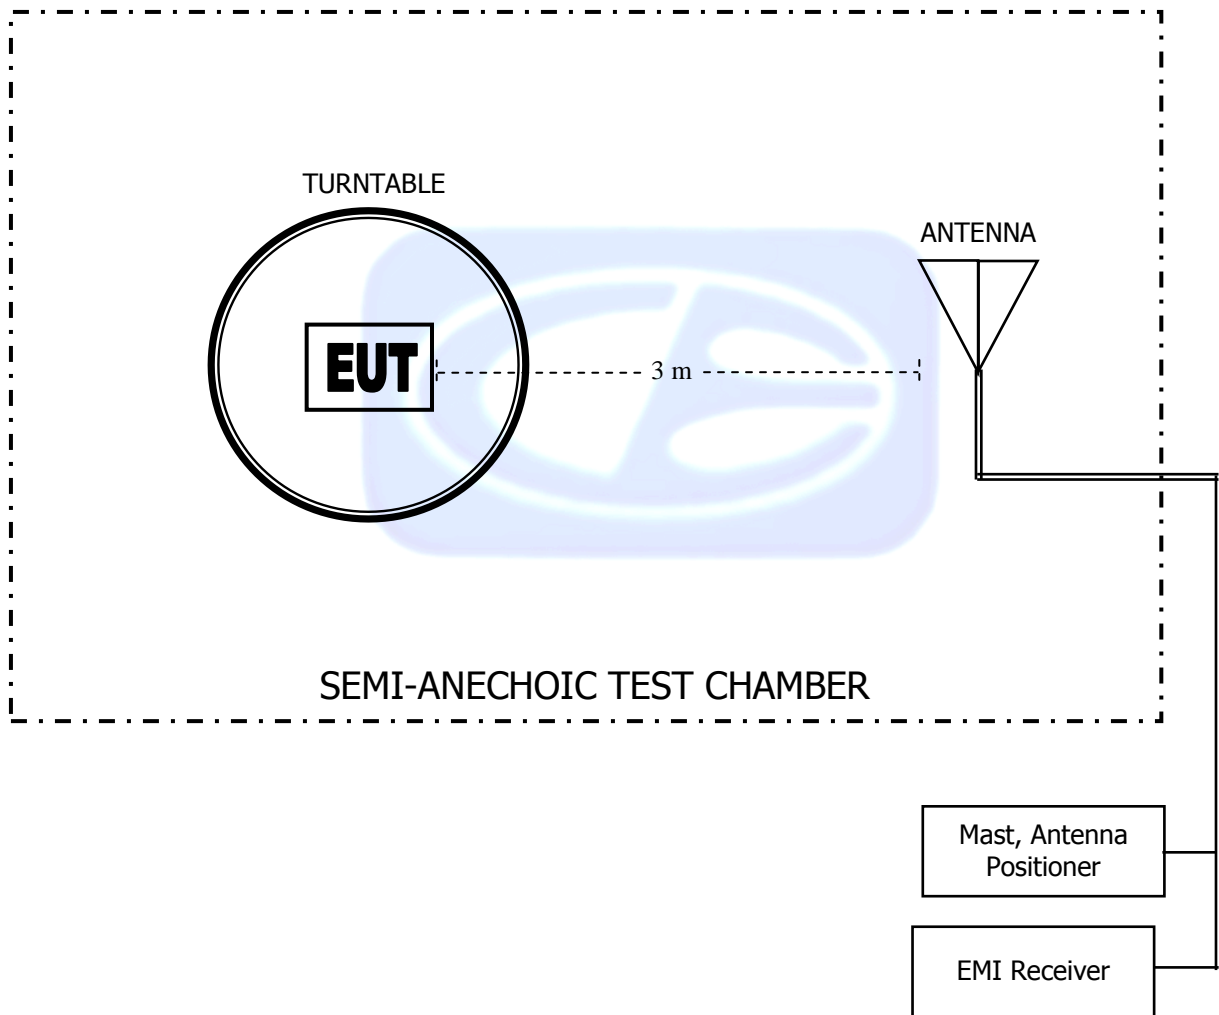 TURNTABLE
ANTENNA
EUT
3 m
SEMI-ANECHOIC TEST CHAMBER
Mast, Antenna
Positioner
EMI Receiver